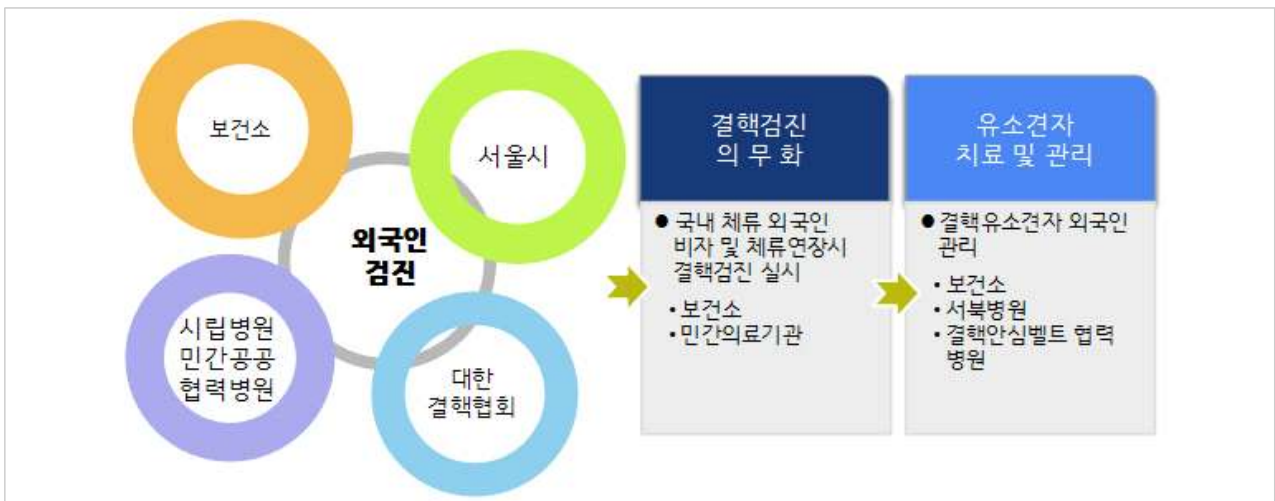 보건소
서울시
외국인
검진
시립병원
민간공공
협력병원
대한
결핵협회
결핵검진
의 무 화
● 국내 체류 외국인
비자 및 체류연장시
결핵검진 실시
• 보건소
• 민간의료기관
유소견자
치료 및 관리
● 결핵유소견자 외국인
관리
• 보건소
• 서북병원
• 결핵안심벨트 협력
병원